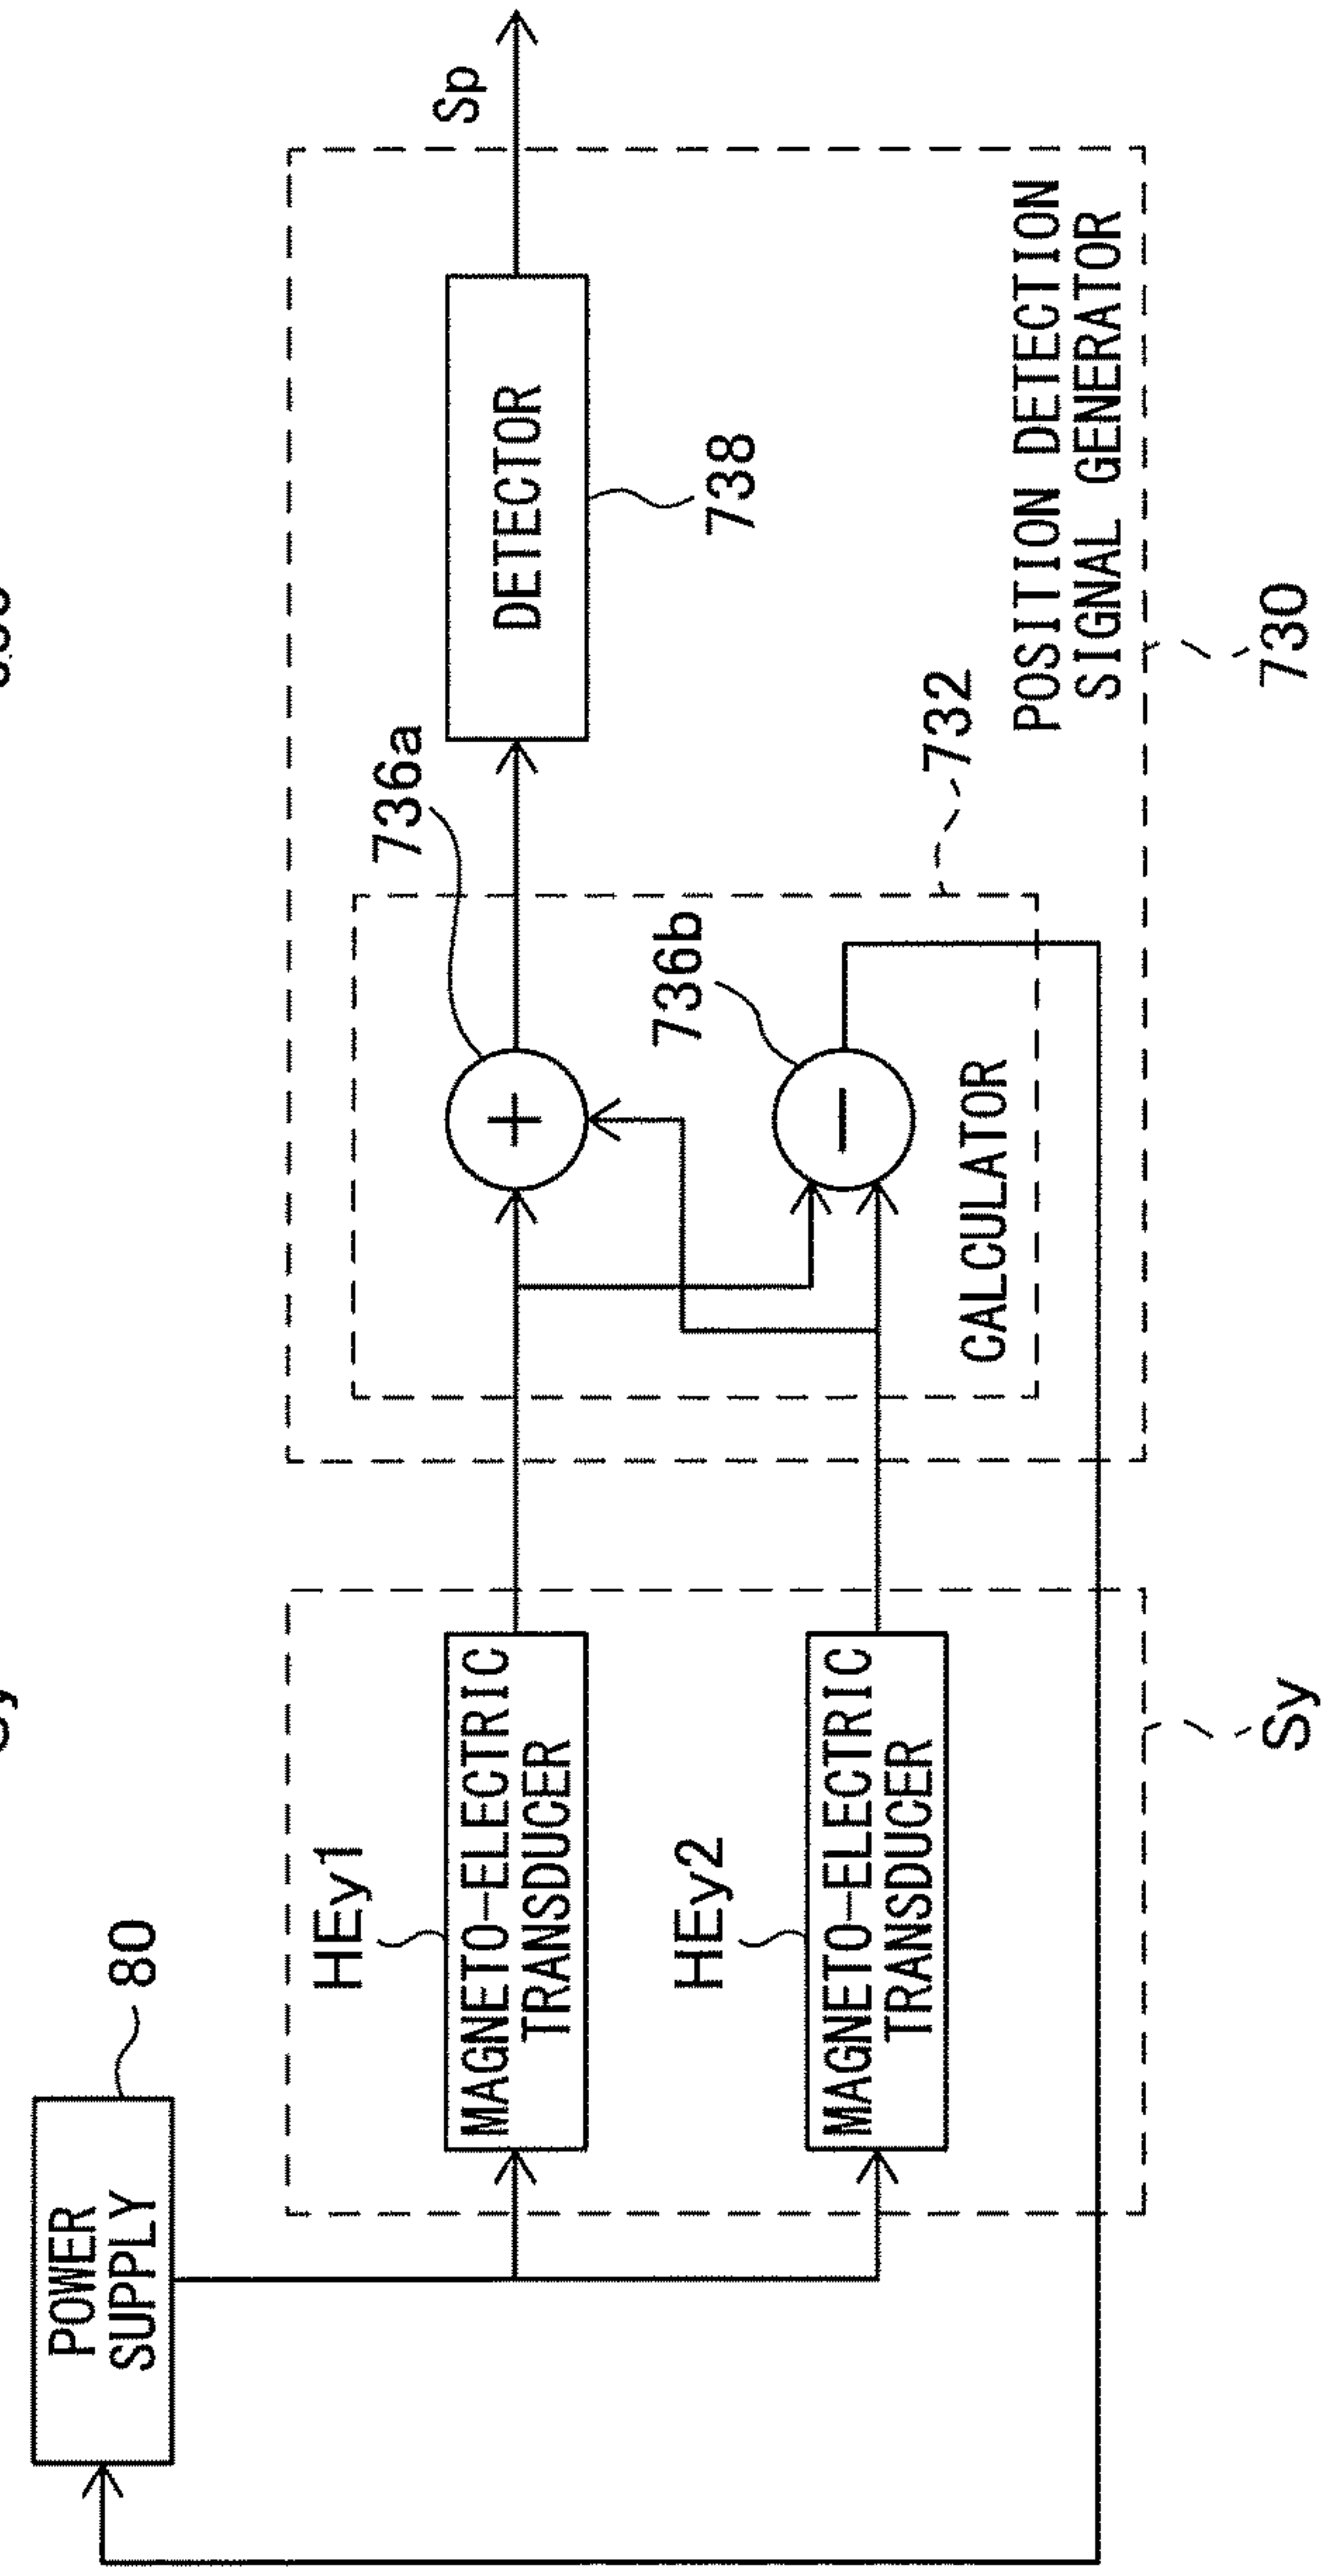 80
POWER
SUPPLY
HEy1
MAGNETO-ELECTRIC
TRANSDUCER
HEy2
MAGNETO-ELECTRIC
TRANSDUCER
Sy
736a
+
736b
−
CALCULATOR
732
DETECTOR
738
Sp
POSITION DETECTION
SIGNAL GENERATOR
730